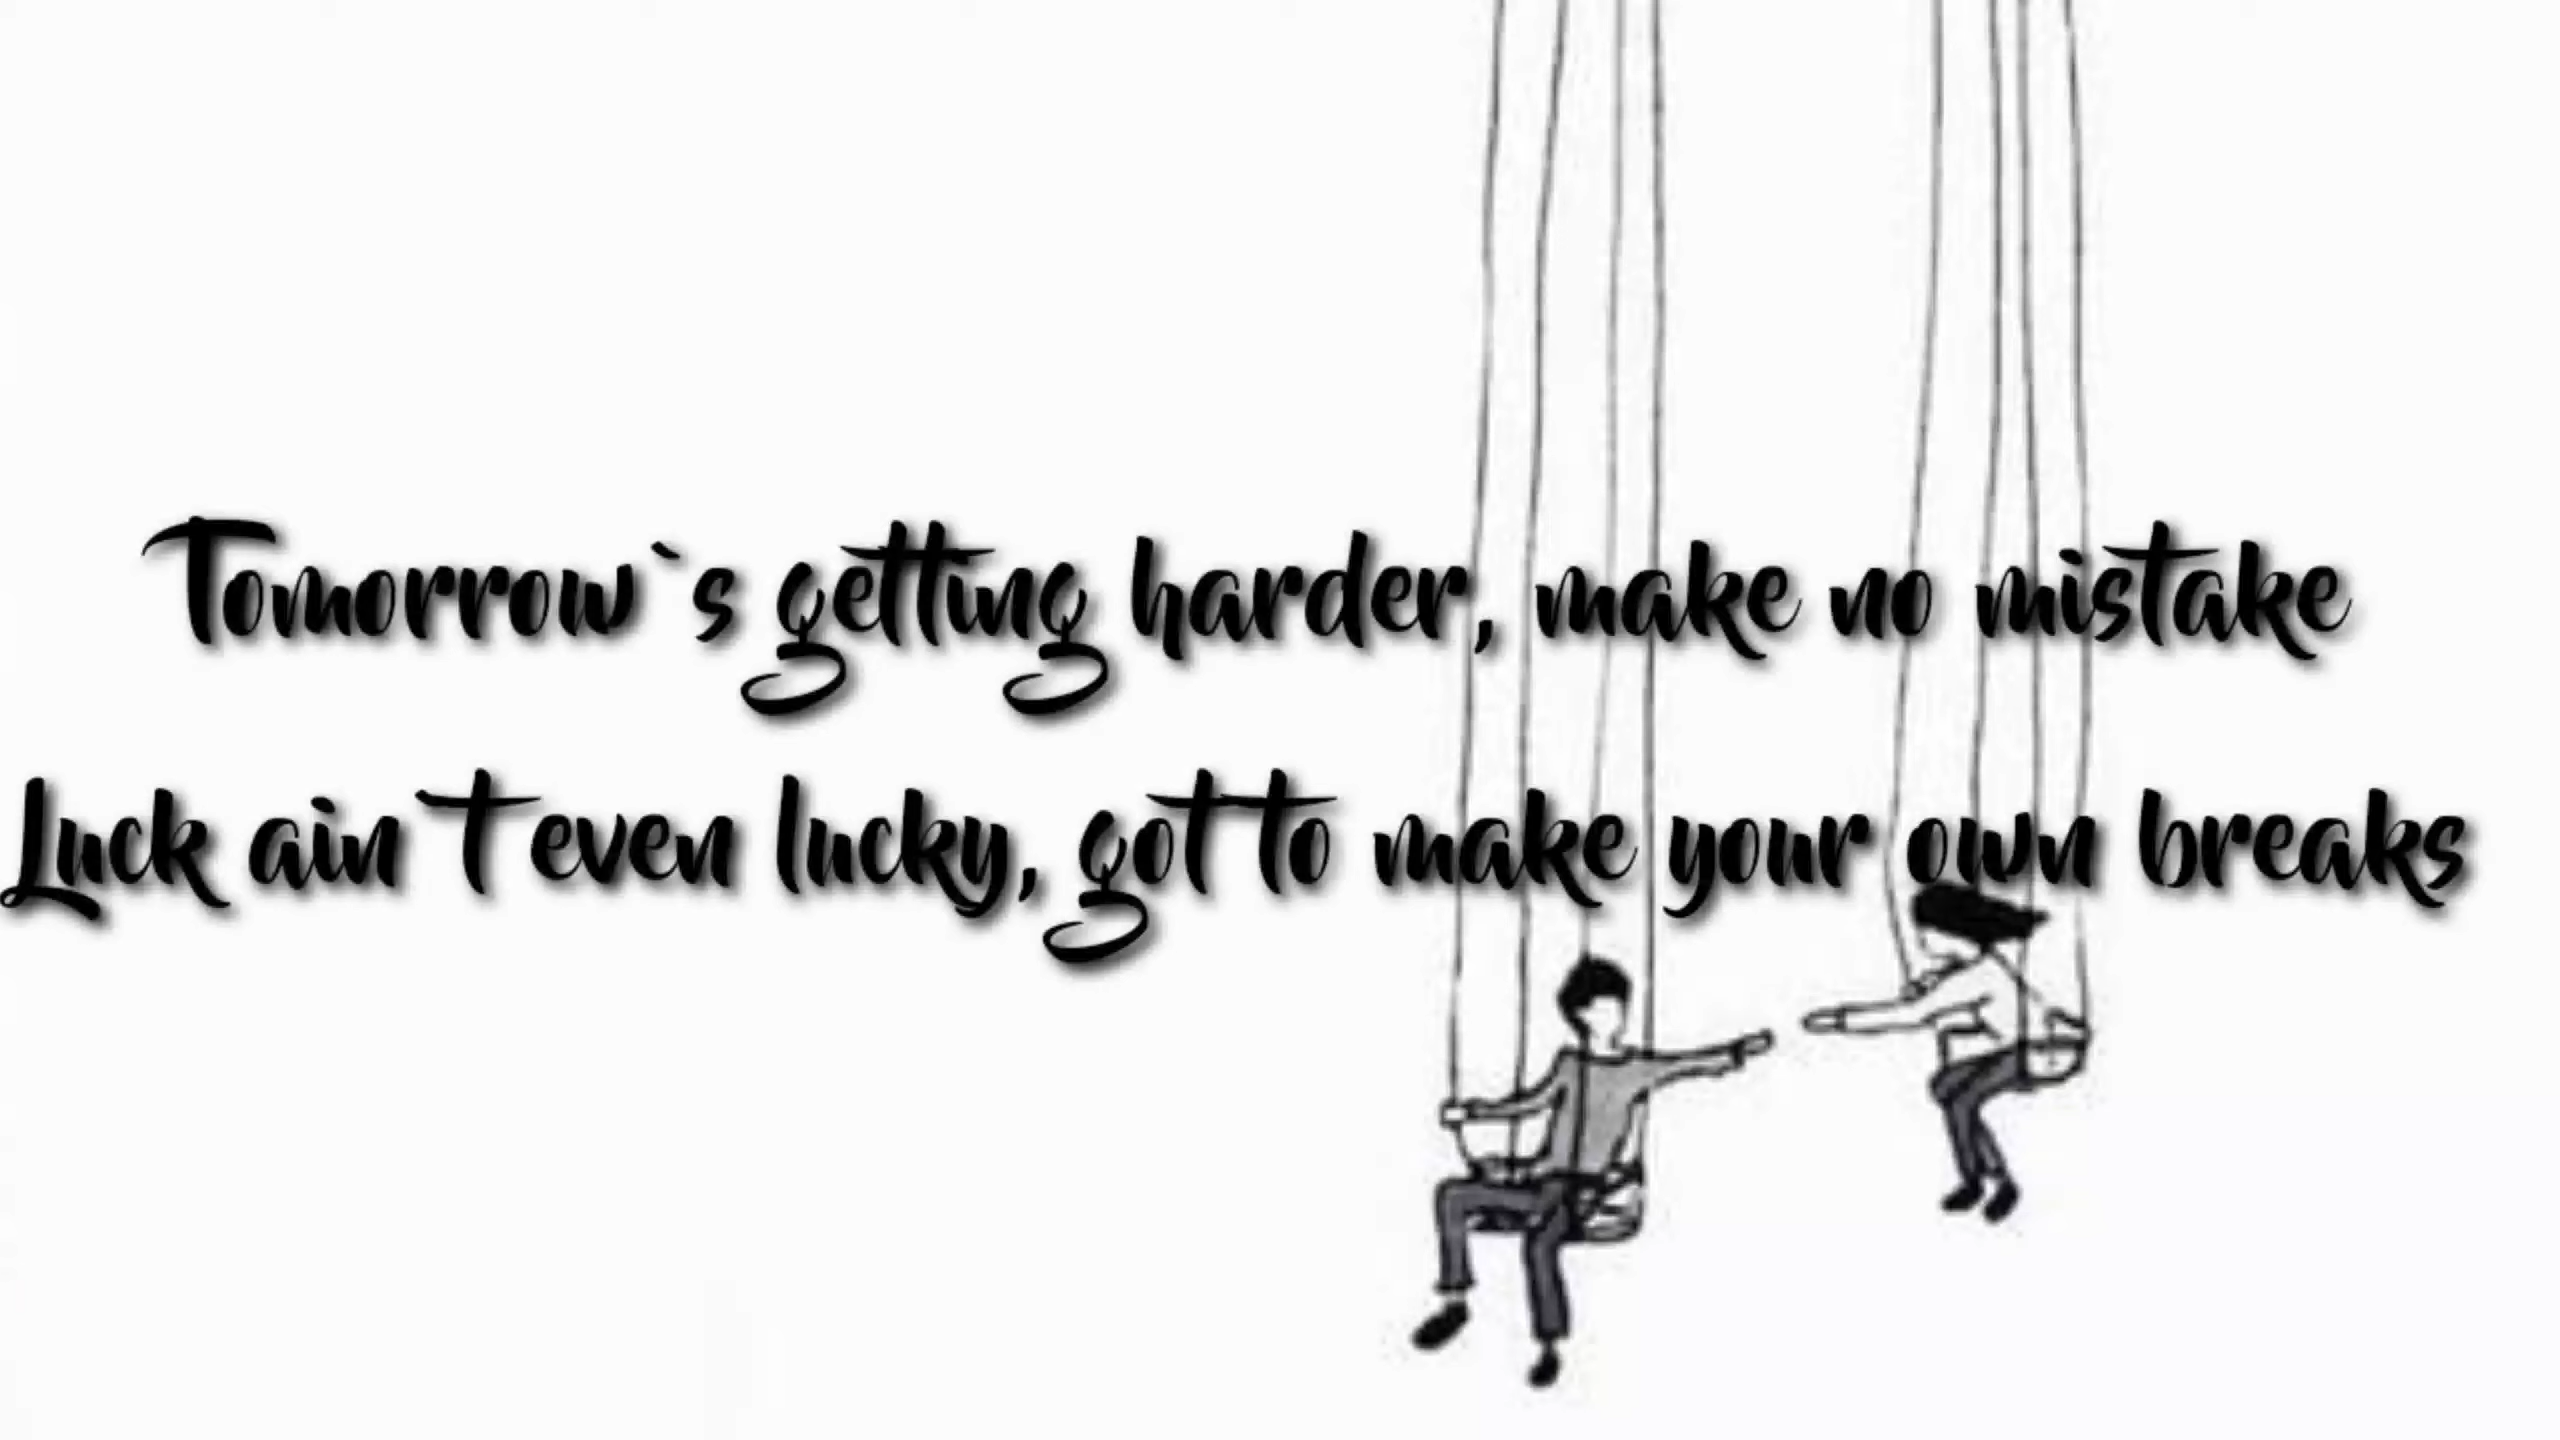 Tomorrow`s getting harder, make no mistake
Luck ain t even lucky, got to make your own breaks